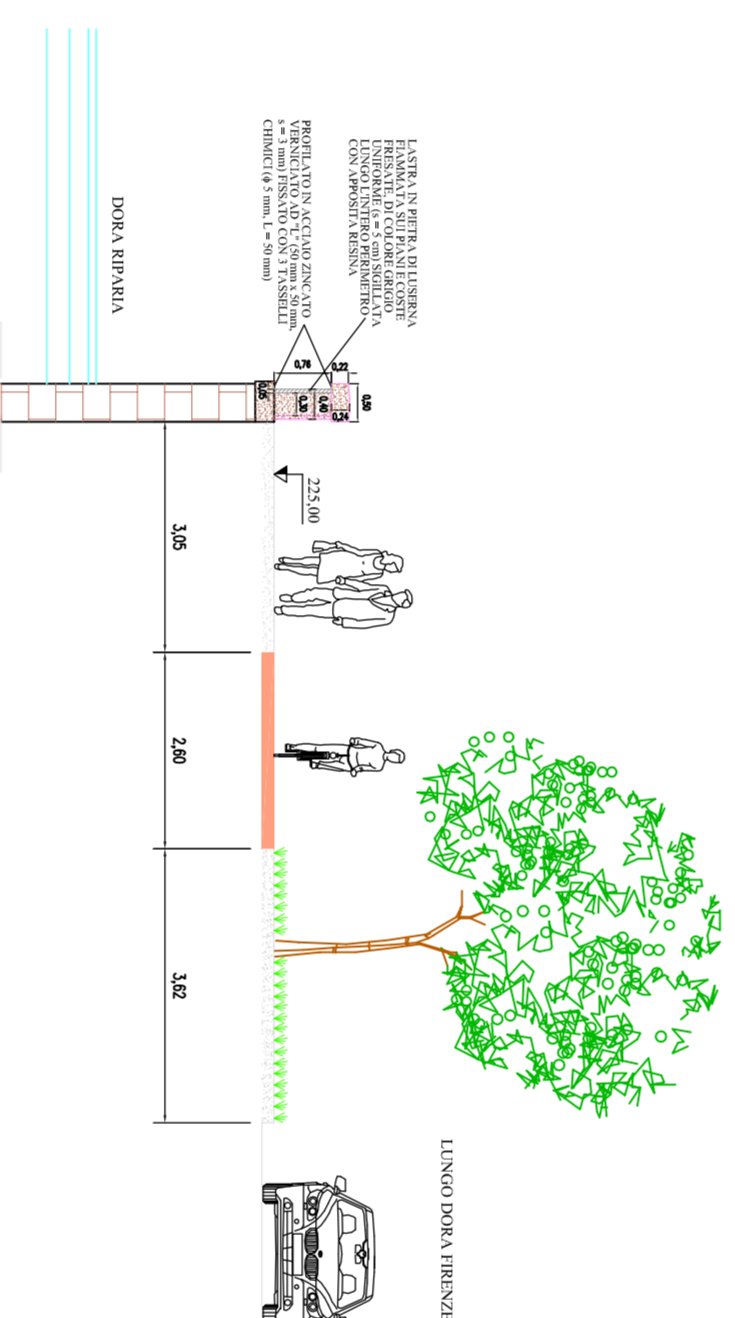 LASTRA IN PIETRA DI LUSERNA
FIAMMATA SUI PIANI E COSTE
FRESATE, DI COLORE GRIGIO
UNIFORME (s = 5 cm) SIGILLATA
LUNGO L'INTERO PERIMETRO
CON APPOSITA RESINA
PROFILATO IN ACCIAIO ZINCATO
VERNICIATO AD "L" (50 mm x 50 mm,
s = 3 mm) FISSATO CON 3 TASSELLI
CHIMICI (ϕ 5 mm, L = 50 mm)
DORA RIPARIA
0,76
0,22
0,50
0,05
0,30
0,40
0,24
225,00
3,05
2,60
3,62
LUNGO DORA FIRENZE